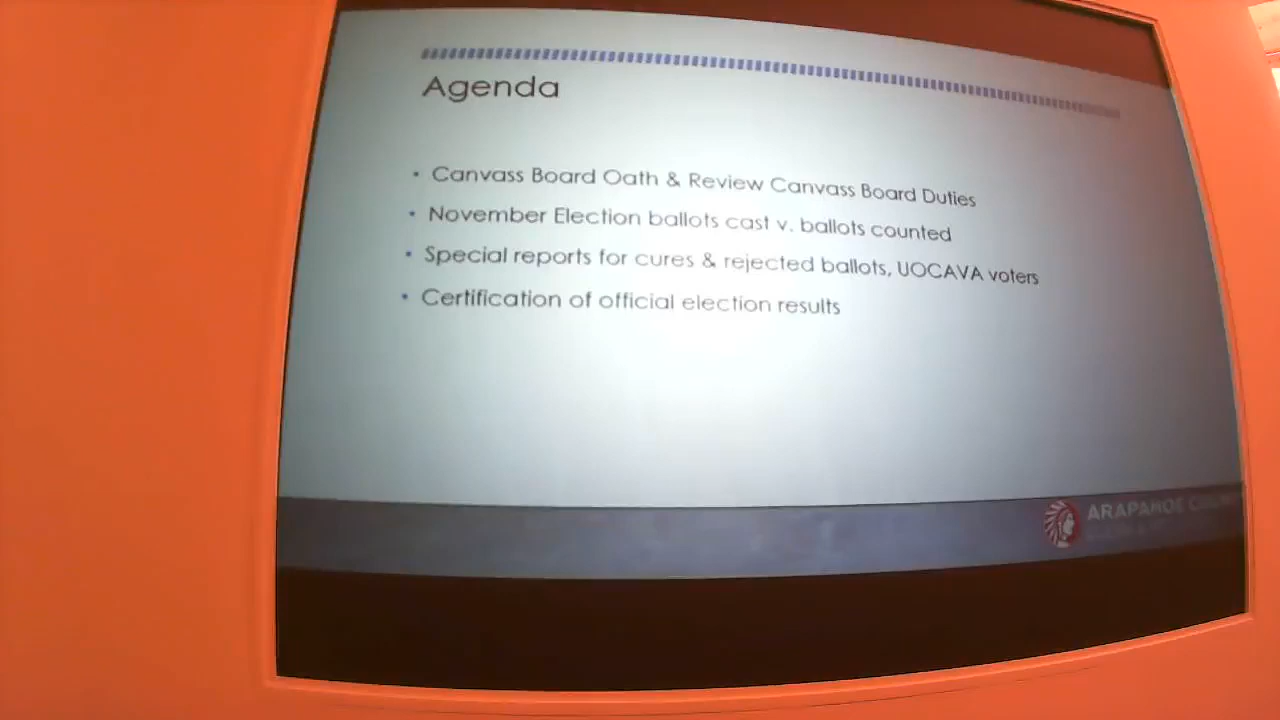 Agenda
• Canvass Board Oath & Review Canvass Board Duties
• November Election ballots cast v. ballots counted
• Special reports for cures & rejected ballots, UOCAVA voters
• Certification of official election results
ARAPAHOE